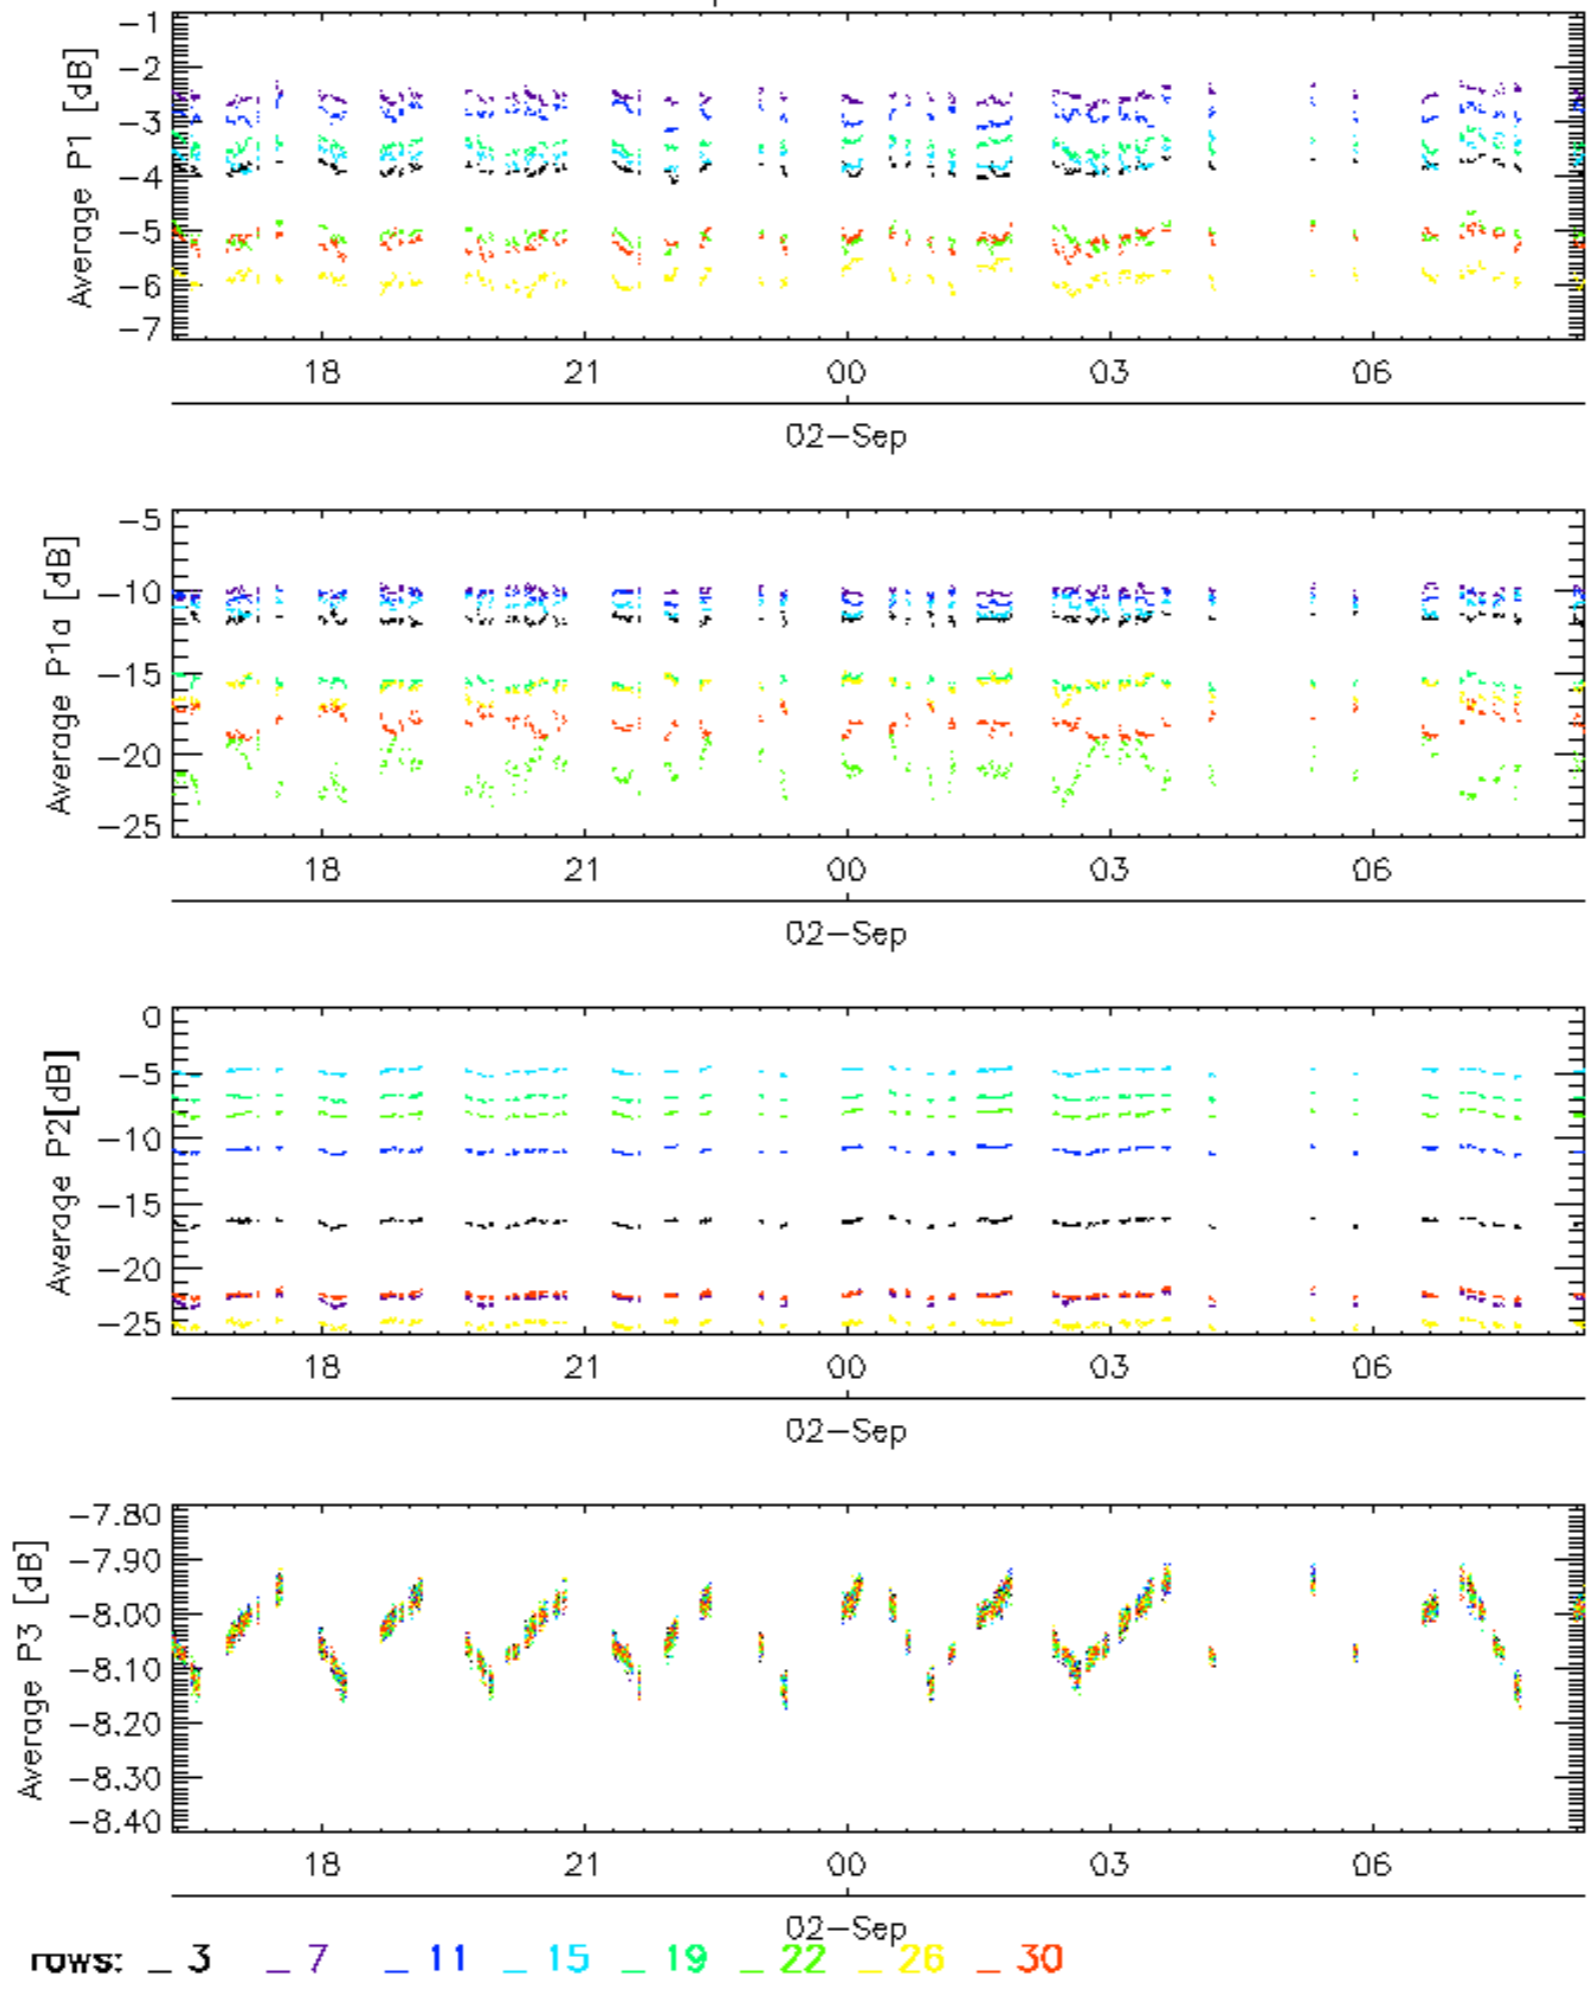 -1
-2
-3
-4
-5
-6
-7
Average P1 [dB]
18 21 00 03 06
02-Sep
-5
-10
-15
-20
-25
Average P1a [dB]
18 21 00 03 06
02-Sep
0
-5
-10
-15
-20
-25
Average P2[dB]
18 21 00 03 06
02-Sep
-7.80
-7.90
-8.00
-8.10
-8.20
-8.30
-8.40
Average P3 [dB]
18 21 00 03 06
02-Sep
rows: _ 3 _ 7 _ 11 _ 15 _ 19 _ 22 _ 26 _ 30